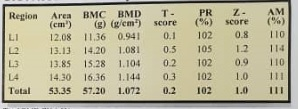 Region Area (cm²) BMC (g) BMD (g/cm²) T - score PR (%) Z - score AM (%)
L1 12.08 11.36 0.941 0.1 102 0.8 110
L2 13.13 14.20 1.081 0.5 105 1.2 114
L3 13.85 15.28 1.104 0.2 102 0.9 110
L4 14.30 16.36 1.144 0.3 102 1.0 111
Total 53.35 57.20 1.072 0.2 102 1.0 111